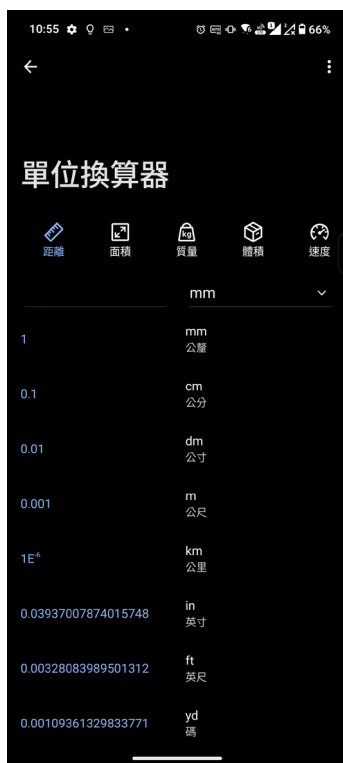 10:55 66%
單位換算器
kg
距離 面積 質量 體積 速度
mm
1 mm
公釐
0.1 cm
公分
0.01 dm
公寸
0.001 m
公尺
1E⁻⁶ km
公里
0.03937007874015748 in
英寸
0.00328083989501312 ft
英尺
0.00109361329833771 yd
碼